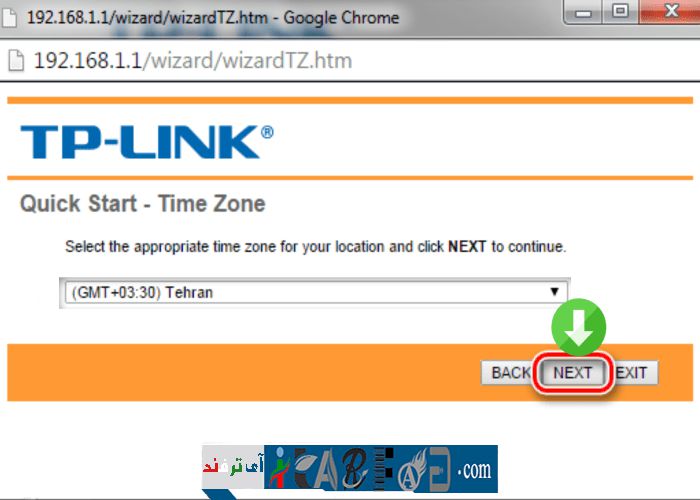 192.168.1.1/wizard/wizardTZ.htm - Google Chrome
192.168.1.1/wizard/wizardTZ.htm
TP-LINK®
Quick Start - Time Zone
Select the appropriate time zone for your location and click NEXT to continue.
(GMT+03:30) Tehran
BACK NEXT EXIT
آی ترفند .com